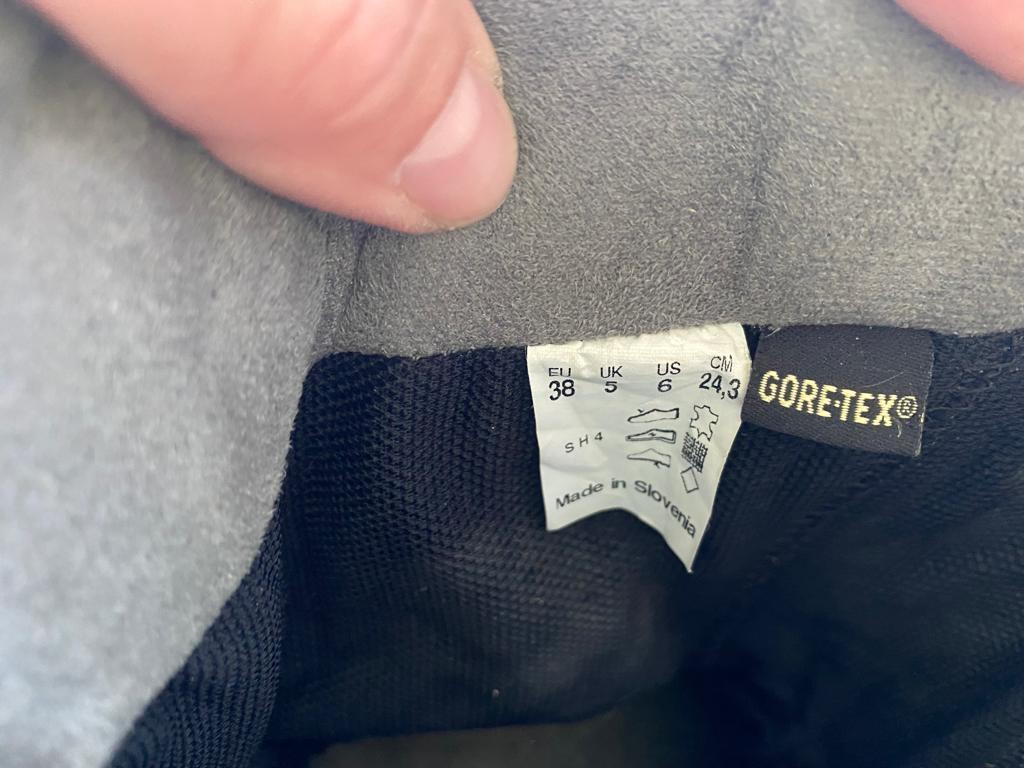 EU UK US CM
38 5 6 24,3
SH4
Made in Slovenia
GORE-TEX®